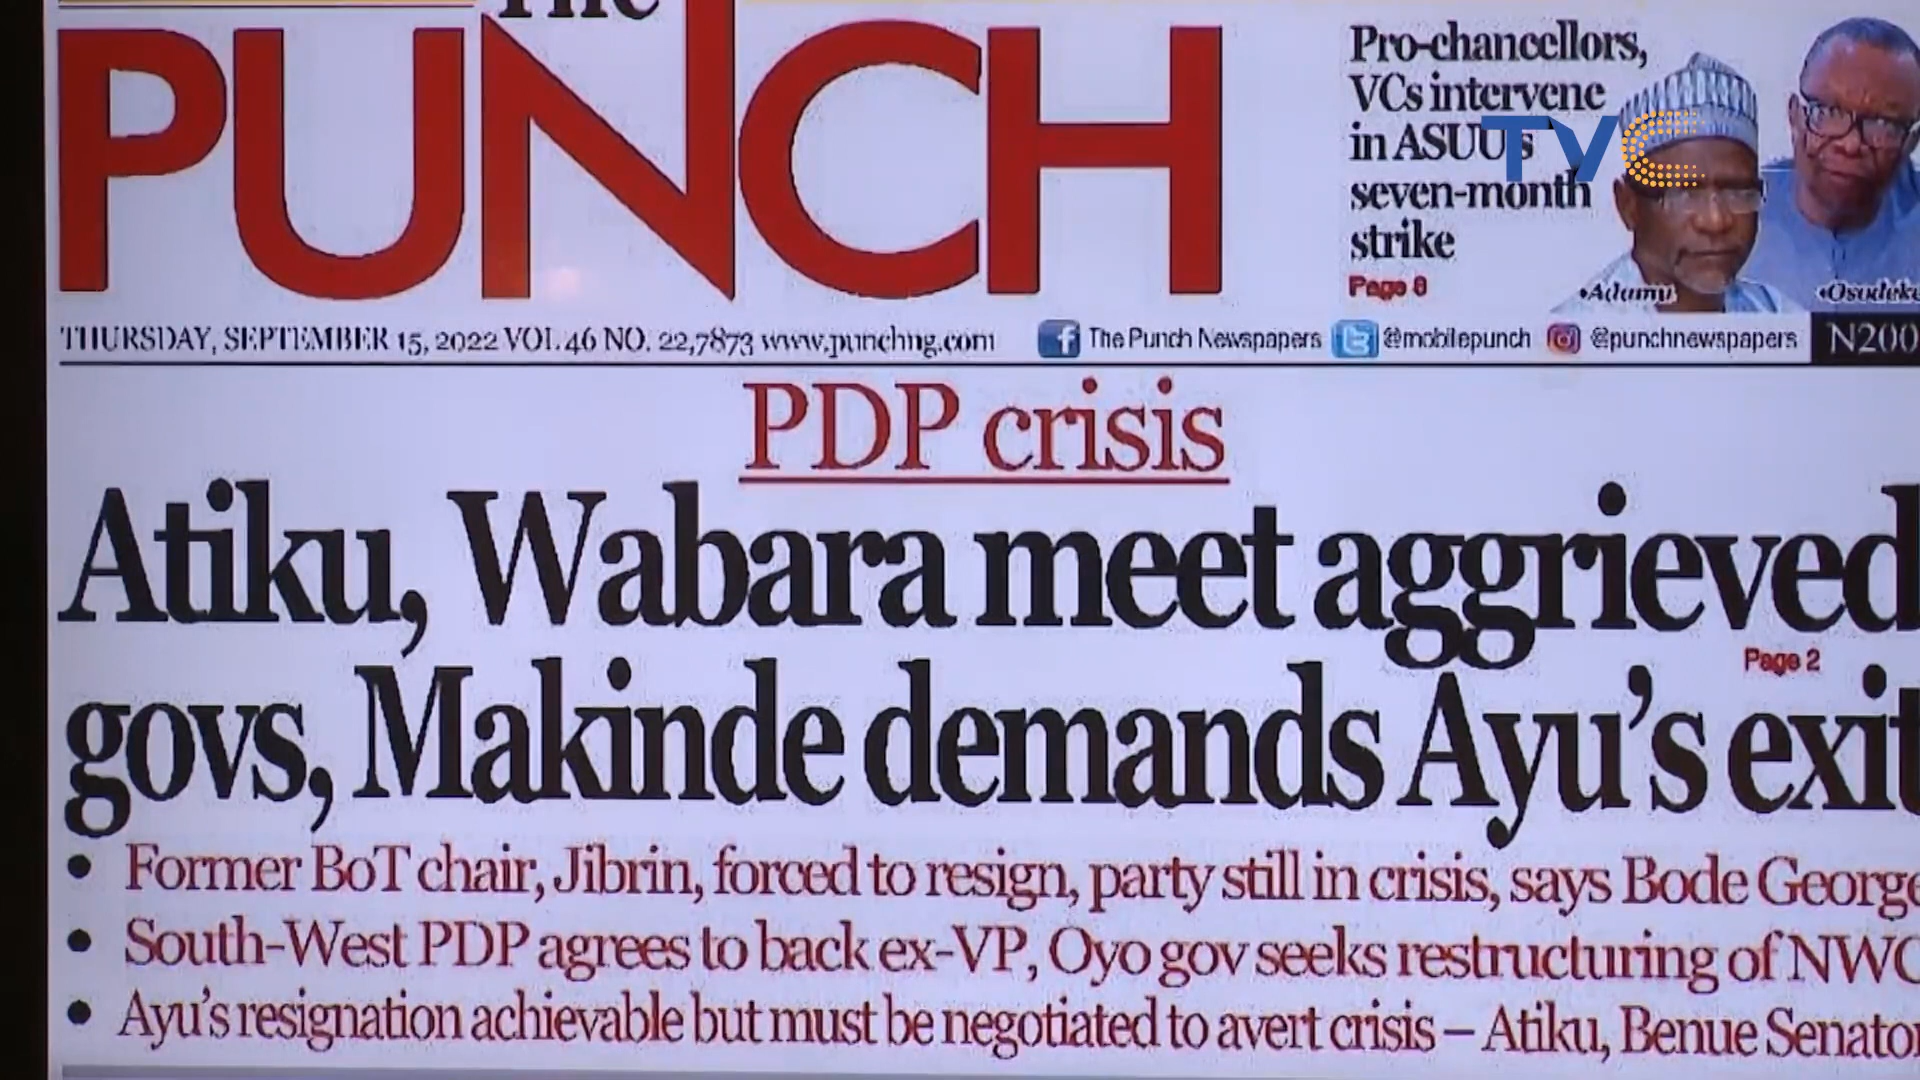 The
PUNCH
Pro-chancellors,
VCs intervene
in ASUU's
seven-month
strike
Page 8
•Adamu
•Osodeke
TVC
THURSDAY, SEPTEMBER 15, 2022 VOL. 46 NO. 22,7873 www.punchng.com
The Punch Newspapers
@mobilepunch
@punchnewspapers
N200
PDP crisis
Atiku, Wabara meet aggrieved
Page 2
govs, Makinde demands Ayu's exit
• Former BoT chair, Jibrin, forced to resign, party still in crisis, says Bode George
• South-West PDP agrees to back ex-VP, Oyo gov seeks restructuring of NWC
• Ayu's resignation achievable but must be negotiated to avert crisis – Atiku, Benue Senator